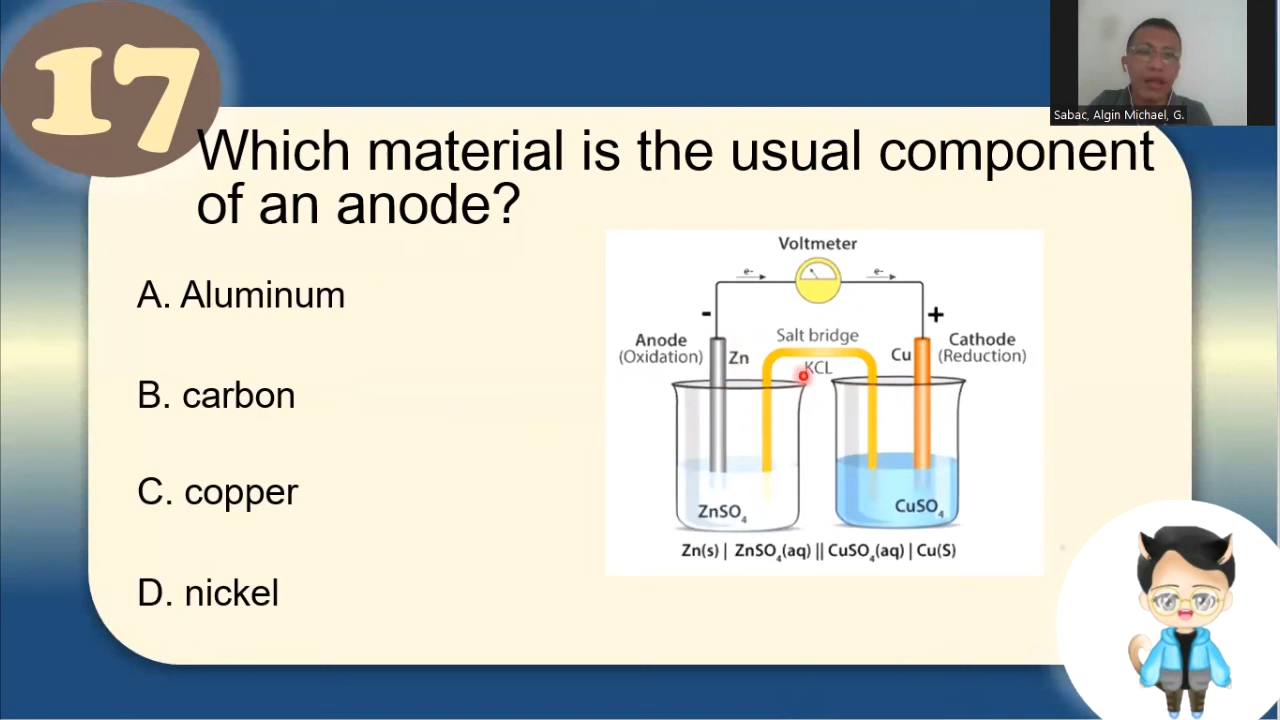 17
Sabac, Algin Michael, G.
Which material is the usual component
of an anode?
A. Aluminum
B. carbon
C. copper
D. nickel
Voltmeter
e- e-
- +
Anode
(Oxidation)
Zn
Salt bridge
KCL
Cu
Cathode
(Reduction)
ZnSO₄
CuSO₄
Zn(s) | ZnSO₄(aq) || CuSO₄(aq) | Cu(S)